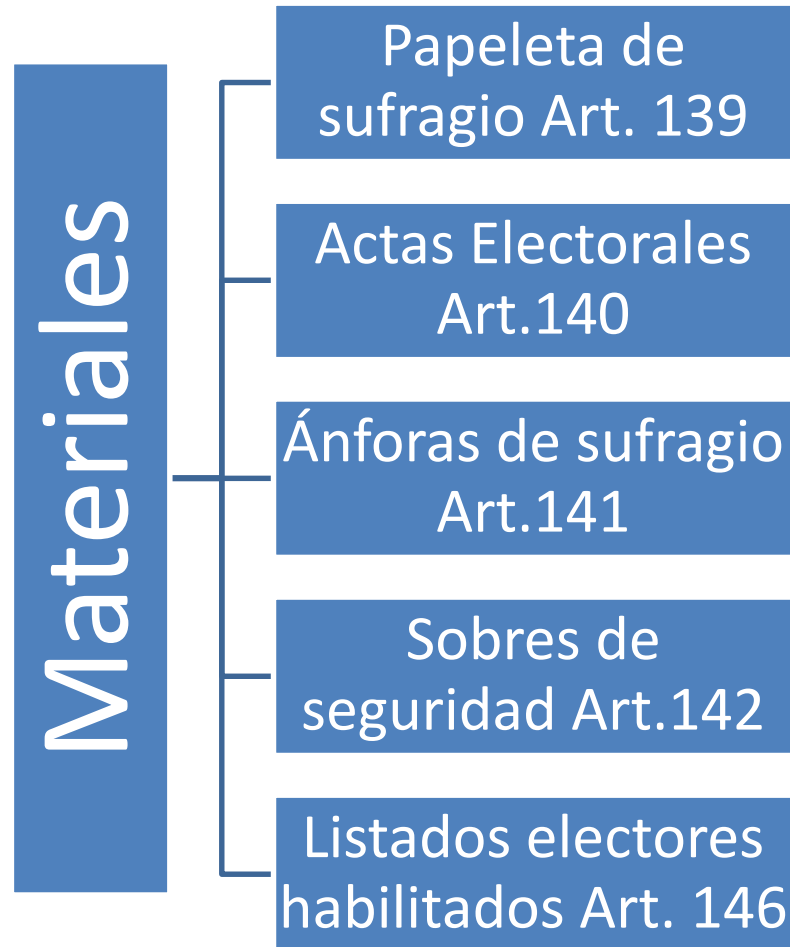 Materiales
Papeleta de
sufragio Art. 139
Actas Electorales
Art.140
Ánforas de sufragio
Art.141
Sobres de
seguridad Art.142
Listados electores
habilitados Art. 146